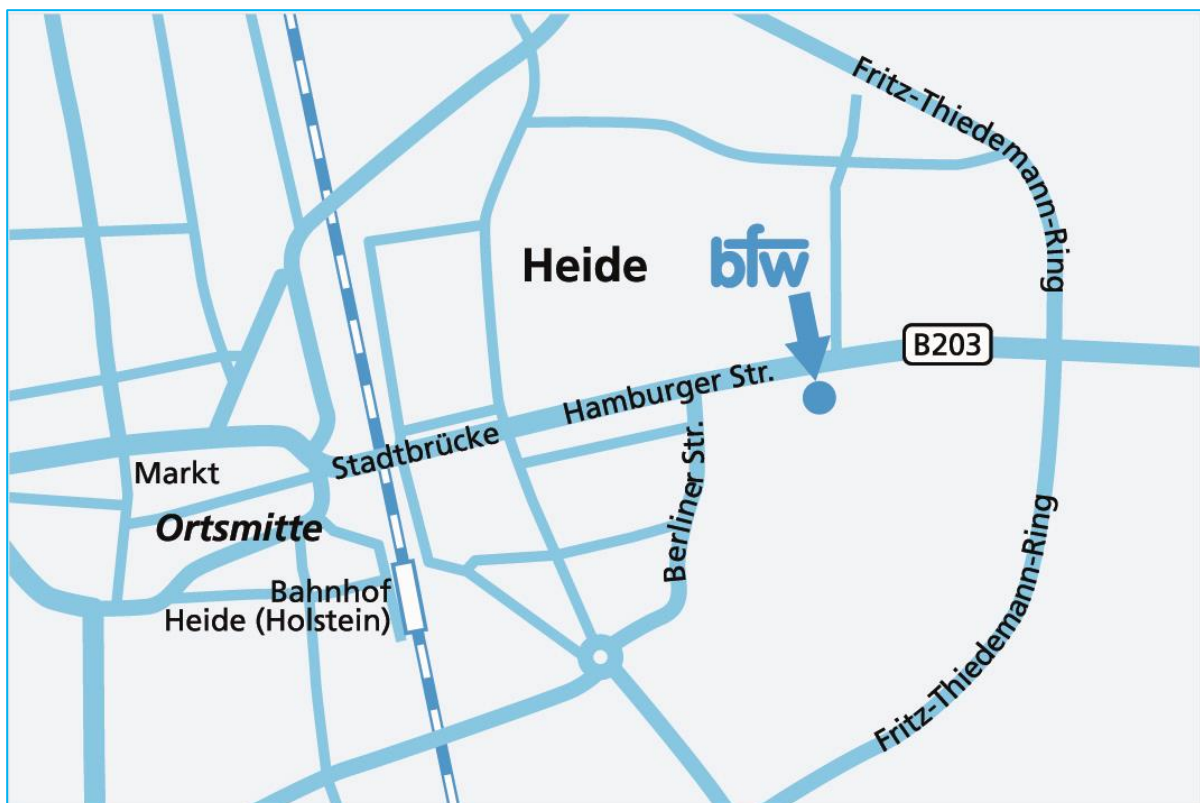 Fritz-Thiedemann-Ring
Heide
bfw
B203
Hamburger Str.
Stadtbrücke
Markt
Ortsmitte
Berliner Str.
Bahnhof
Heide (Holstein)
Fritz-Thiedemann-Ring